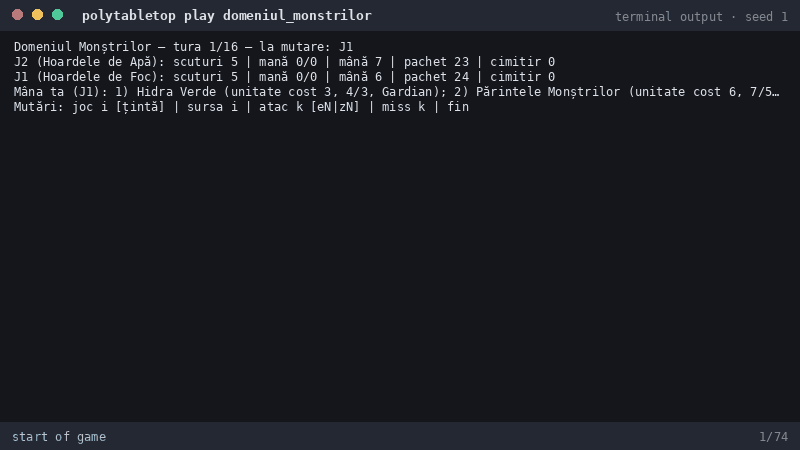 polytabletop play domeniul_monstrilor
terminal output · seed 1
Domeniul Monștrilor — tura 1/16 — la mutare: J1
J2 (Hoardele de Apă): scuturi 5 | mană 0/0 | mână 7 | pachet 23 | cimitir 0
J1 (Hoardele de Foc): scuturi 5 | mană 0/0 | mână 6 | pachet 24 | cimitir 0
Mâna ta (J1): 1) Hidra Verde (unitate cost 3, 4/3, Gardian); 2) Părintele Monștrilor (unitate cost 6, 7/5…
Mutări: joc i [țintă] | sursa i | atac k [eN|zN] | miss k | fin
start of game
1/74